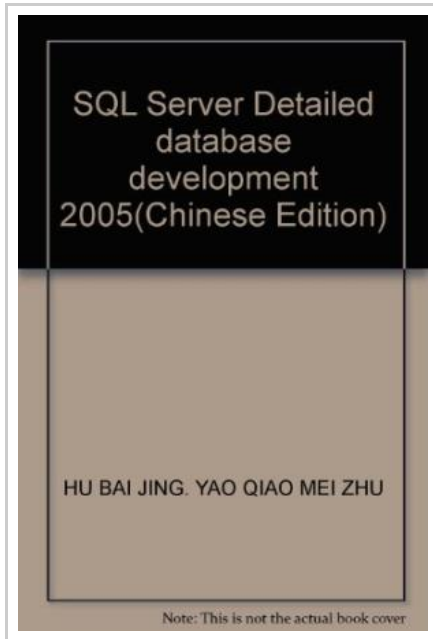 SQL Server Detailed
database
development
2005(Chinese Edition)
HU BAI JING. YAO QIAO MEI ZHU
Note: This is not the actual book cover